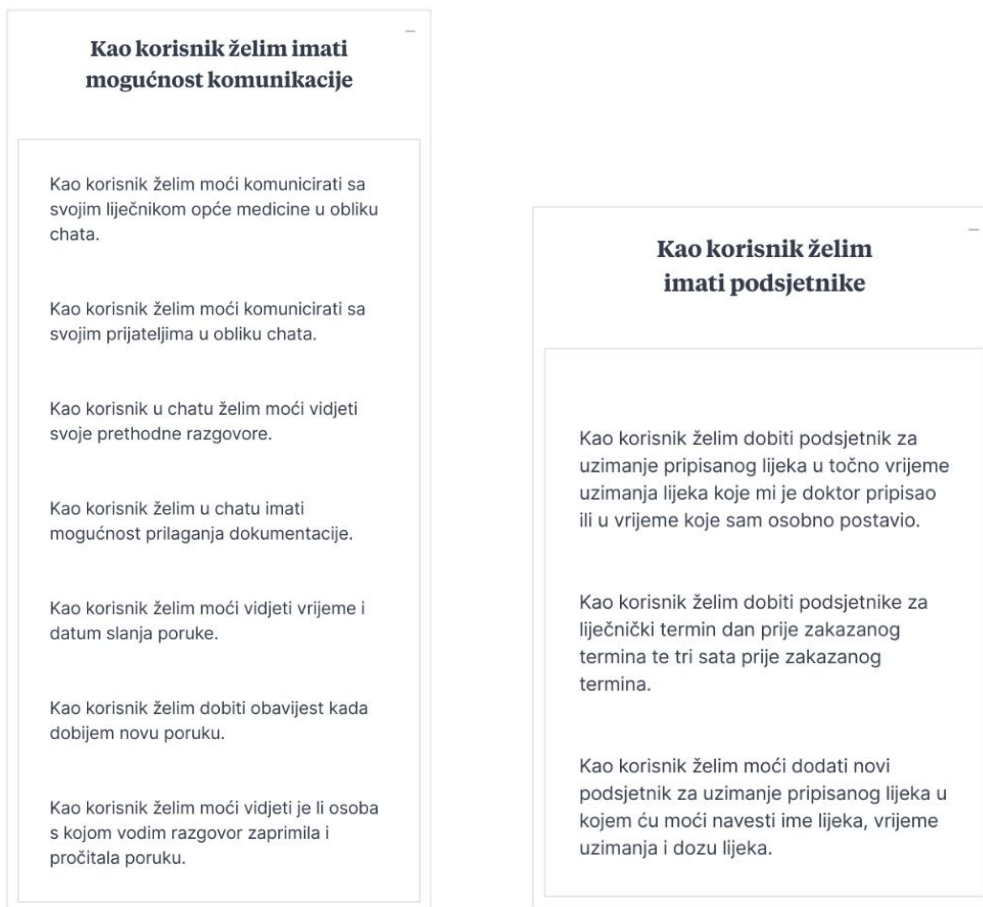 Kao korisnik želim imati
mogućnost komunikacije
Kao korisnik želim moći komunicirati sa
svojim liječnikom opće medicine u obliku
chata.
Kao korisnik želim moći komunicirati sa
svojim prijateljima u obliku chata.
Kao korisnik u chatu želim moći vidjeti
svoje prethodne razgovore.
Kao korisnik želim u chatu imati
mogućnost prilaganja dokumentacije.
Kao korisnik želim moći vidjeti vrijeme i
datum slanja poruke.
Kao korisnik želim dobiti obavijest kada
dobijem novu poruku.
Kao korisnik želim moći vidjeti je li osoba
s kojom vodim razgovor zaprimila i
pročitala poruku.
Kao korisnik želim
imati podsjetnike
Kao korisnik želim dobiti podsjetnik za
uzimanje pripisanog lijeka u točno vrijeme
uzimanja lijeka koje mi je doktor pripisao
ili u vrijeme koje sam osobno postavio.
Kao korisnik želim dobiti podsjetnike za
liječnički termin dan prije zakazanog
termina te tri sata prije zakazanog
termina.
Kao korisnik želim moći dodati novi
podsjetnik za uzimanje pripisanog lijeka u
kojem ću moći navesti ime lijeka, vrijeme
uzimanja i dozu lijeka.